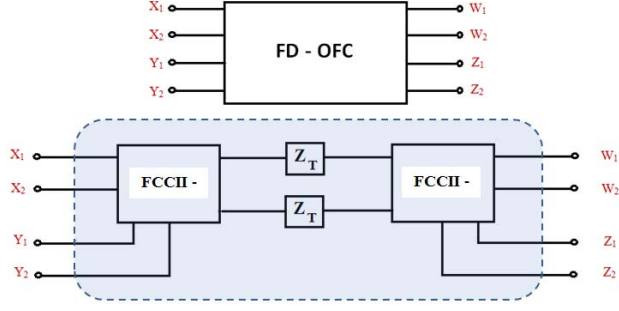 X1 W1
X2 W2
FD - OFC
Y1 Z1
Y2 Z2
X1 ZT W1
FCCII - FCCII -
X2 W2
ZT
Y1 Z1
Y2 Z2